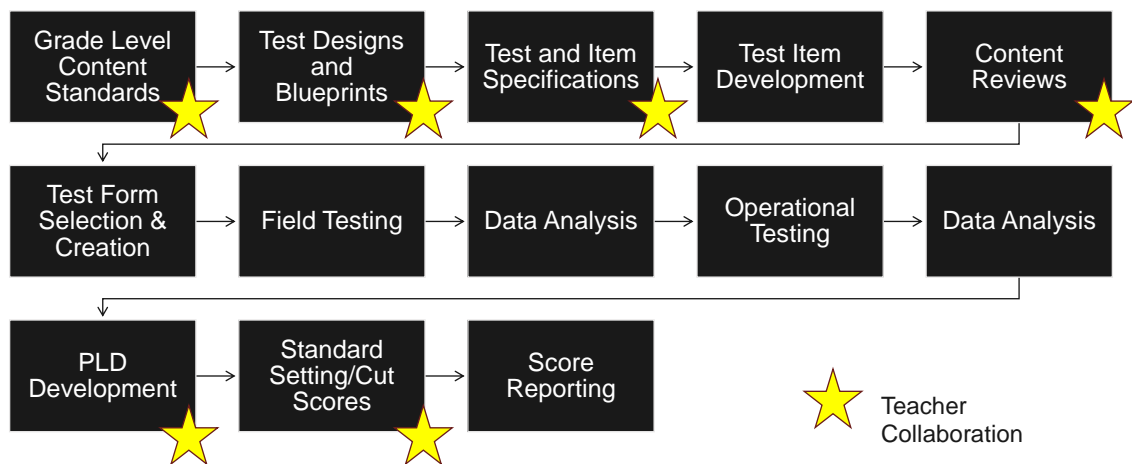 Grade Level
Content
Standards
Test Designs
and
Blueprints
Test and Item
Specifications
Test Item
Development
Content
Reviews
Test Form
Selection &
Creation
Field Testing
Data Analysis
Operational
Testing
Data Analysis
PLD
Development
Standard
Setting/Cut
Scores
Score
Reporting
Teacher
Collaboration